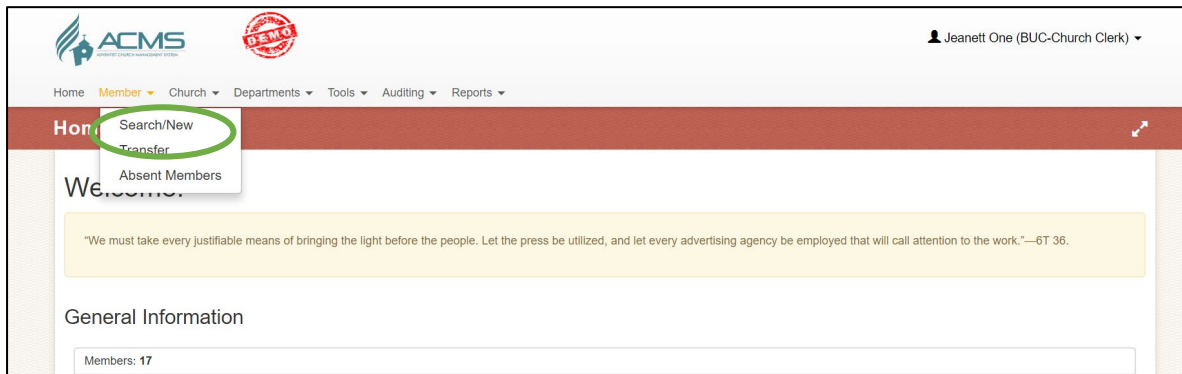 ACMS
ADVENTIST CHURCH MANAGEMENT SYSTEM
DEMO
Jeanett One (BUC-Church Clerk)
Home Member Church Departments Tools Auditing Reports
Search/New
Transfer
Absent Members
"We must take every justifiable means of bringing the light before the people. Let the press be utilized, and let every advertising agency be employed that will call attention to the work."—6T 36.
General Information
Members: 17